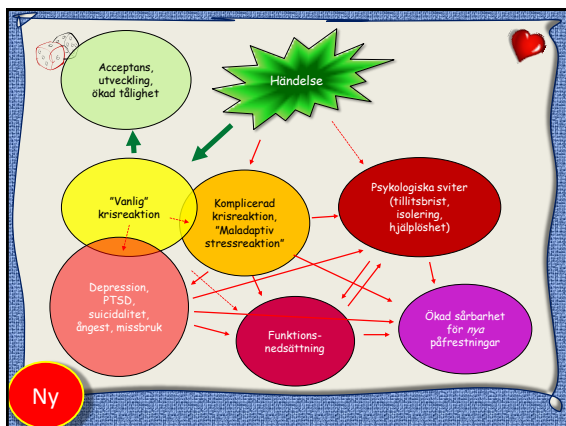 Acceptans,
utveckling,
ökad tålighet
Händelse
"Vanlig"
krisreaktion
Komplicerad
krisreaktion,
"Maladaptiv
stressreaktion"
Psykologiska sviter
(tillitsbrist,
isolering,
hjälplöshet)
Depression,
PTSD,
suicidalitet,
ångest, missbruk
Funktions-
nedsättning
Ökad sårbarhet
för nya
påfrestningar
Ny